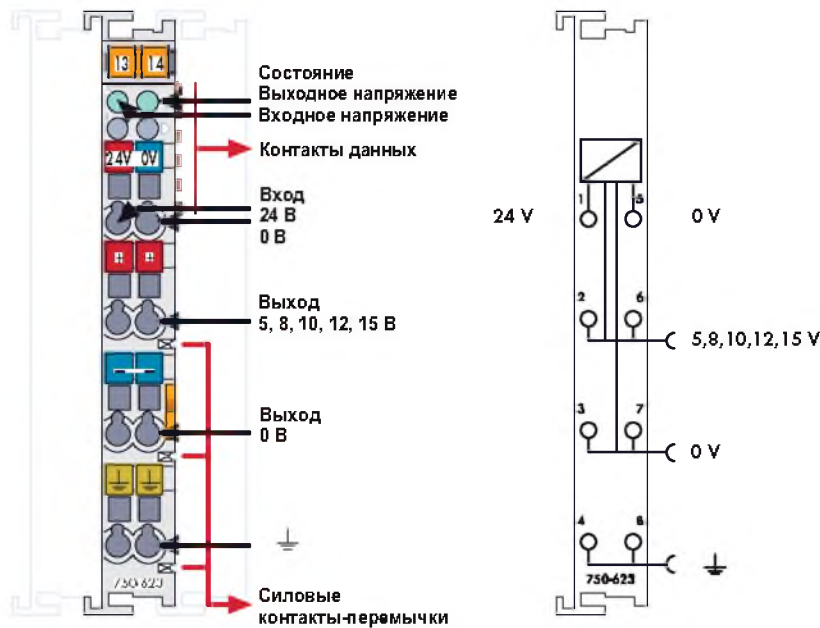 13 14
Состояние
Выходное напряжение
Входное напряжение
Контакты данных
24V 0V
Вход
24 В
0 В
+ +
Выход
5, 8, 10, 12, 15 В
Выход
0 В
750-623
Силовые
контакты-перемычки
1 5
24 V 0 V
2 6
5,8,10,12,15 V
3 7
0 V
4 8
750-623